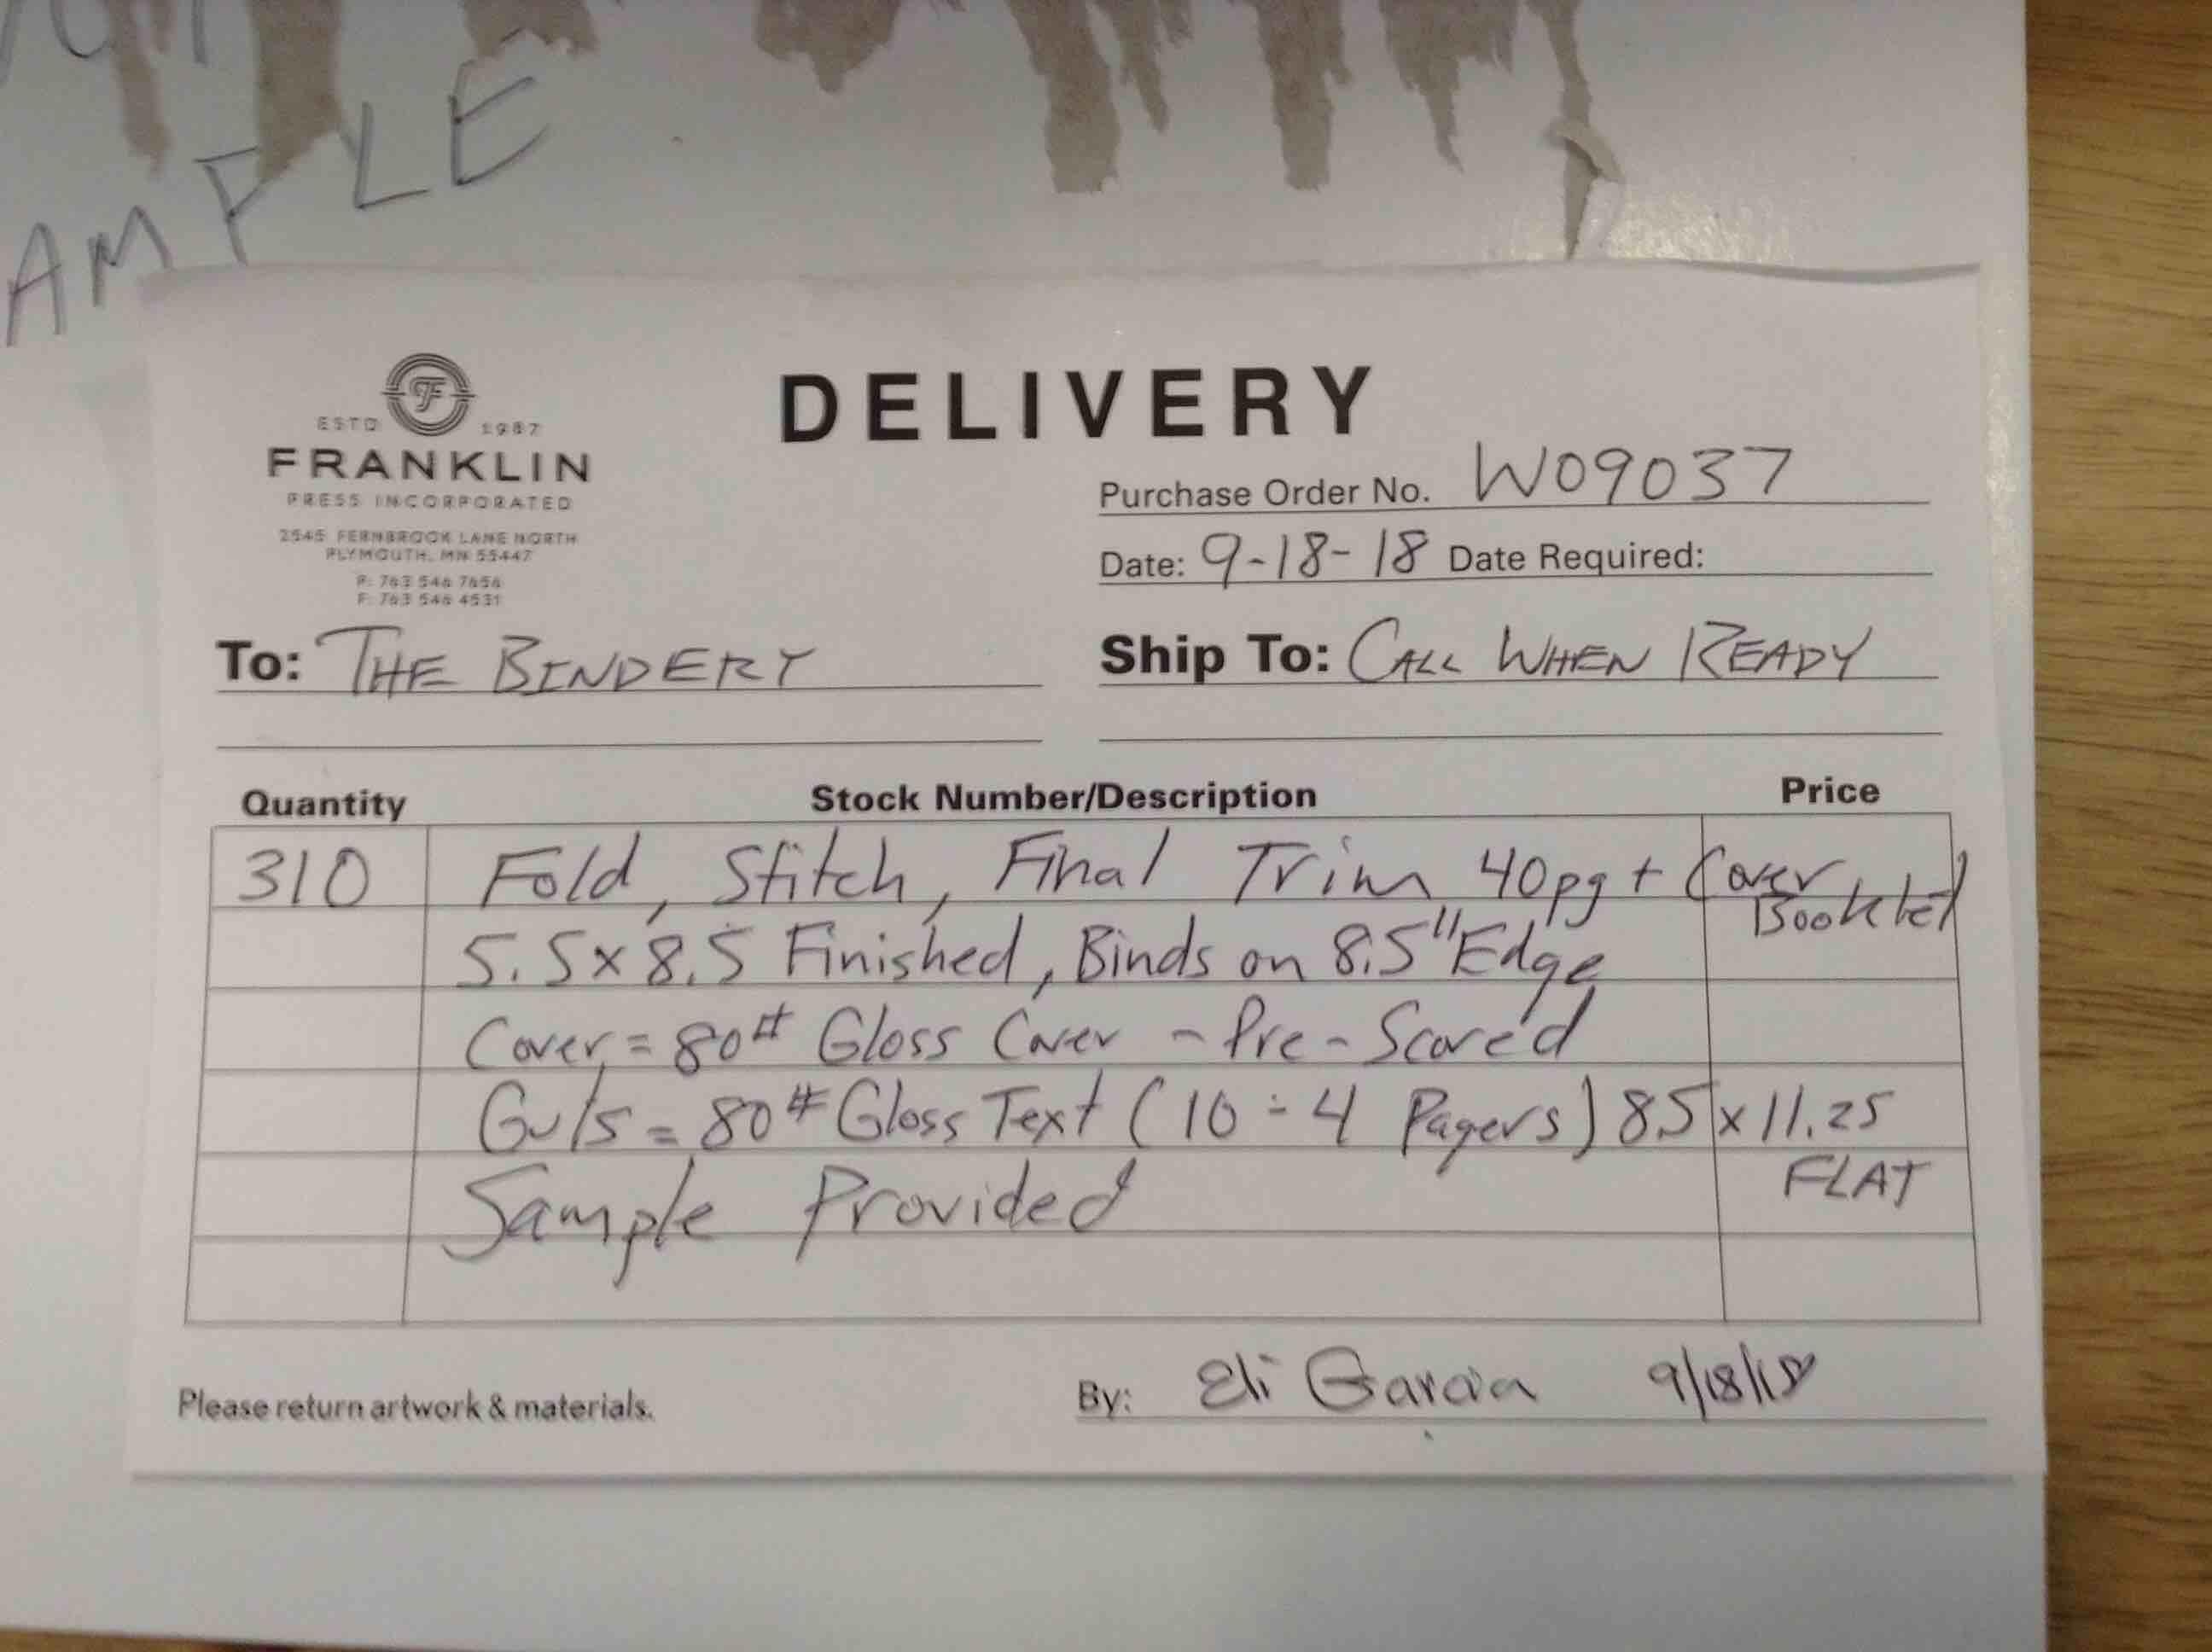 AMPLE
ESTD 1987
FRANKLIN
PRESS INCORPORATED
2545 FERNBROOK LANE NORTH
PLYMOUTH, MN 55447
P: 763 546 7656
F: 763 546 4531
DELIVERY
Purchase Order No. W09037
Date: 9-18-18 Date Required:
To: THE BINDERY
Ship To: CALL WHEN READY
Quantity Stock Number/Description Price
310 Fold, Stitch, Final Trim 40pg + Cover
Booklet
5.5x8.5 Finished, Binds on 8.5" Edge
Cover = 80# Gloss Cover - Pre-Scored
Guts = 80# Gloss Text (10 - 4 Pagers) 8.5 x 11.25
FLAT
Sample Provided
Please return artwork & materials.
By: Eli Garcia 9/18/18